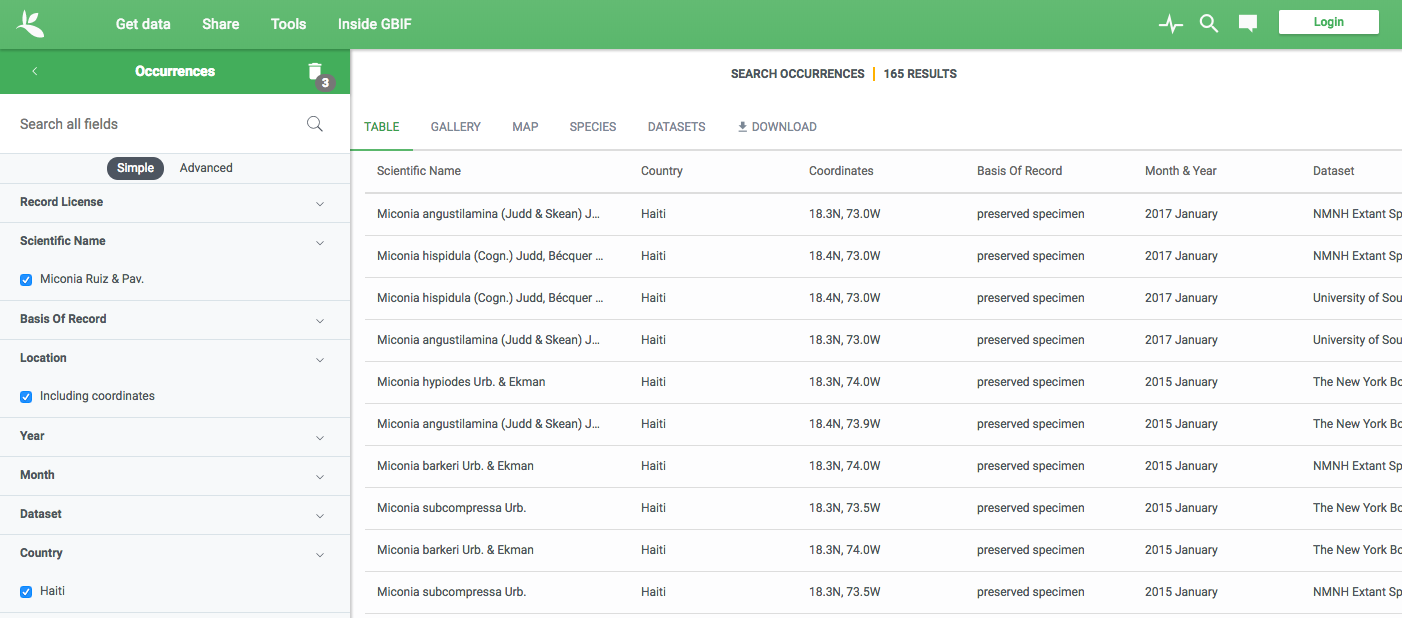 Get data Share Tools Inside GBIF Login
Occurrences 3
SEARCH OCCURRENCES 165 RESULTS
Search all fields
Simple Advanced
Record License
Scientific Name
Miconia Ruiz & Pav.
Basis Of Record
Location
Including coordinates
Year
Month
Dataset
Country
Haiti
TABLE GALLERY MAP SPECIES DATASETS DOWNLOAD
Scientific Name Country Coordinates Basis Of Record Month & Year Dataset
Miconia angustilamina (Judd & Skean) J... Haiti 18.3N, 73.0W preserved specimen 2017 January NMNH Extant Sp
Miconia hispidula (Cogn.) Judd, Bécquer ... Haiti 18.4N, 73.0W preserved specimen 2017 January NMNH Extant Sp
Miconia hispidula (Cogn.) Judd, Bécquer ... Haiti 18.4N, 73.0W preserved specimen 2017 January University of Sou
Miconia angustilamina (Judd & Skean) J... Haiti 18.3N, 73.0W preserved specimen 2017 January University of Sou
Miconia hypiodes Urb. & Ekman Haiti 18.3N, 74.0W preserved specimen 2015 January The New York Bo
Miconia angustilamina (Judd & Skean) J... Haiti 18.4N, 73.9W preserved specimen 2015 January The New York Bo
Miconia barkeri Urb. & Ekman Haiti 18.3N, 74.0W preserved specimen 2015 January NMNH Extant Sp
Miconia subcompressa Urb. Haiti 18.3N, 73.5W preserved specimen 2015 January The New York Bo
Miconia barkeri Urb. & Ekman Haiti 18.3N, 74.0W preserved specimen 2015 January The New York Bo
Miconia subcompressa Urb. Haiti 18.3N, 73.5W preserved specimen 2015 January NMNH Extant Sp